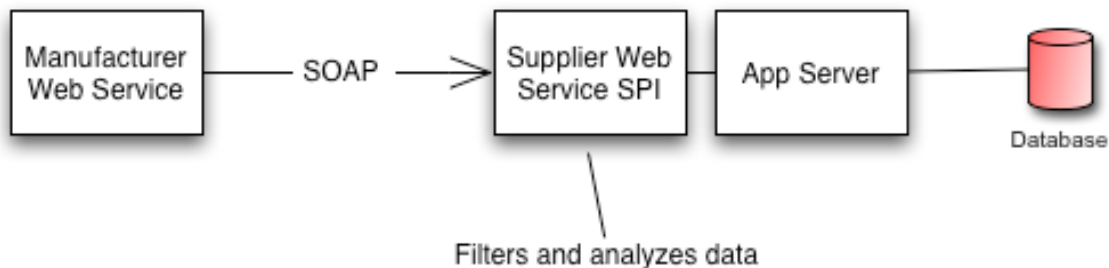 Manufacturer
Web Service
SOAP
Supplier Web
Service SPI
App Server
Database
Filters and analyzes data